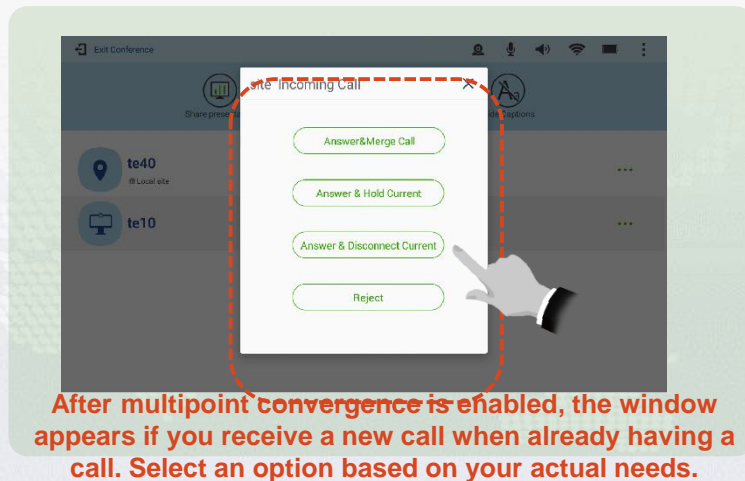 Exit Conference
site Incoming Call
Share presenta
de Captions
Answer&Merge Call
te40
Local site
Answer & Hold Current
te10
Answer & Disconnect Current
Reject
After multipoint convergence is enabled, the window
appears if you receive a new call when already having a
call. Select an option based on your actual needs.